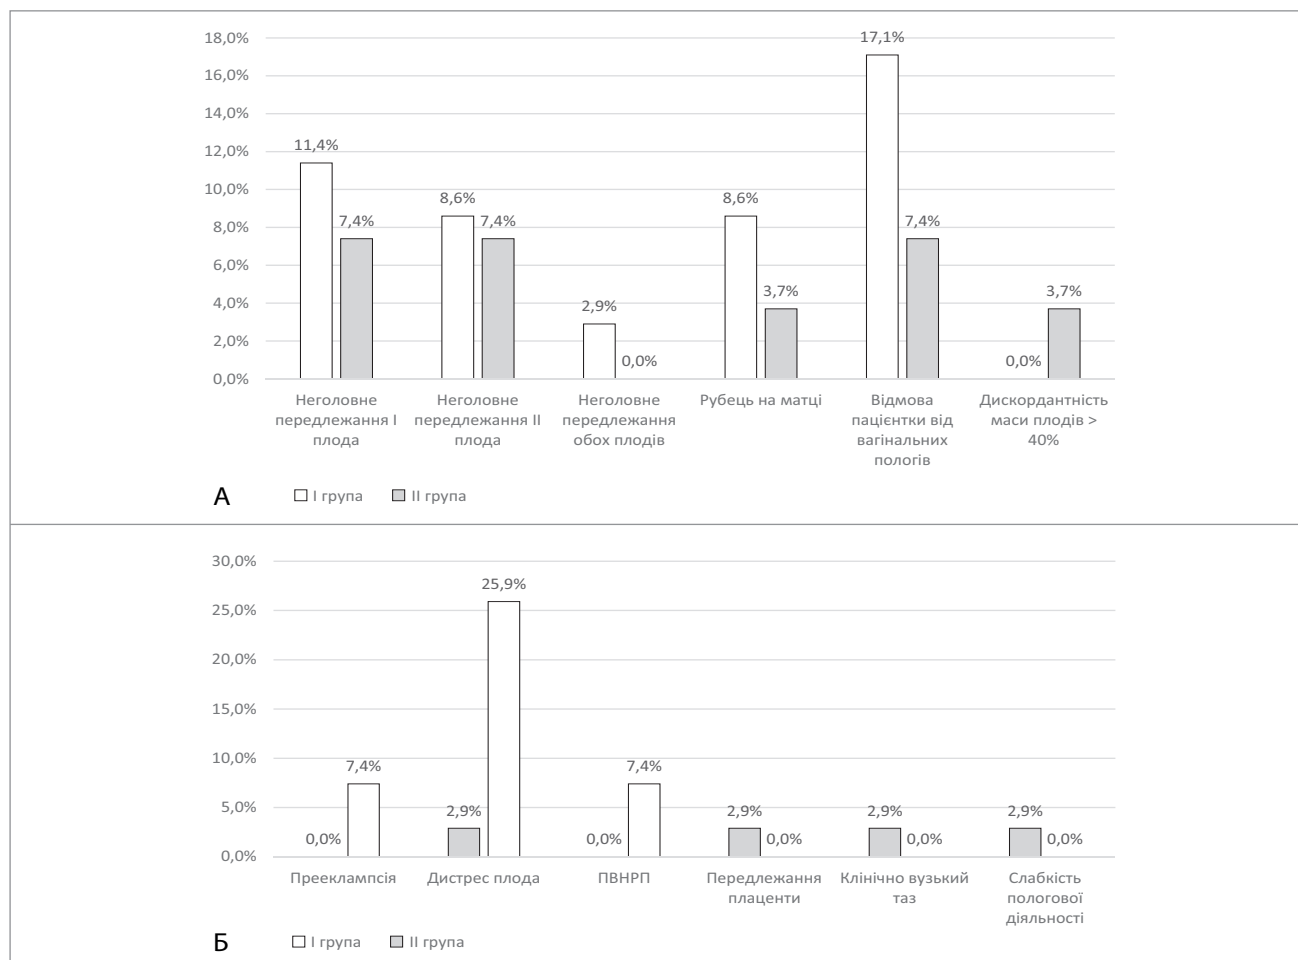 18,0%
16,0%
14,0%
12,0%
10,0%
8,0%
6,0%
4,0%
2,0%
0,0%
11,4%
7,4%
8,6%
7,4%
2,9%
0,0%
8,6%
3,7%
17,1%
7,4%
0,0%
3,7%
Неголовне
передлежання І
плода
Неголовне
передлежання ІІ
плода
Неголовне
передлежання
обох плодів
Рубець на матці
Відмова
пацієнтки від
вагінальних
пологів
Дискордантність
маси плодів >
40%
А
І група
ІІ група
30,0%
25,0%
20,0%
15,0%
10,0%
5,0%
0,0%
0,0%
7,4%
2,9%
25,9%
0,0%
7,4%
2,9%
0,0%
2,9%
0,0%
2,9%
0,0%
Прееклампсія
Дистрес плода
ПВНРП
Передлежання
плаценти
Клінічно вузький
таз
Слабкість
пологової
діяльності
Б
І група
ІІ група